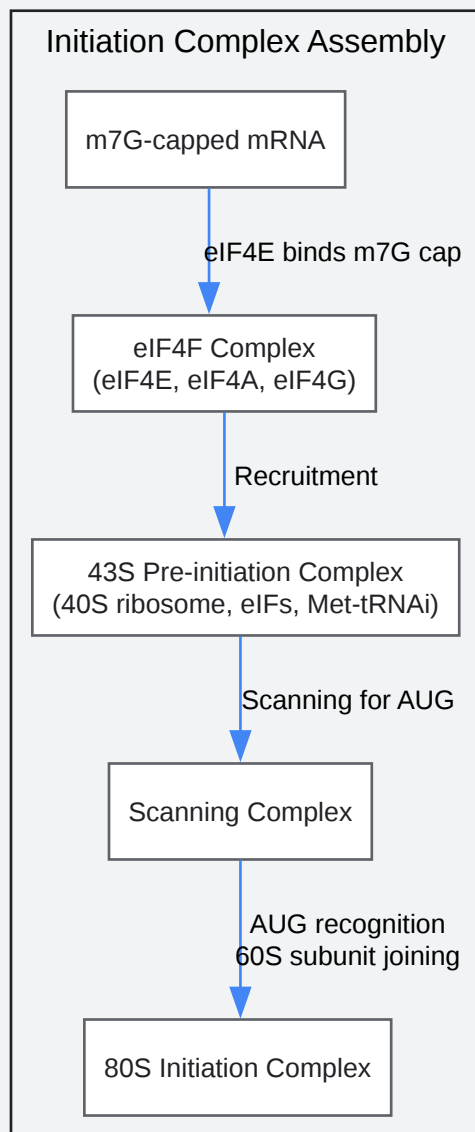 Initiation Complex Assembly
m7G-capped mRNA
eIF4E binds m7G cap
eIF4F Complex
(eIF4E, eIF4A, eIF4G)
Recruitment
43S Pre-initiation Complex
(40S ribosome, eIFs, Met-tRNAi)
Scanning for AUG
Scanning Complex
AUG recognition
60S subunit joining
80S Initiation Complex